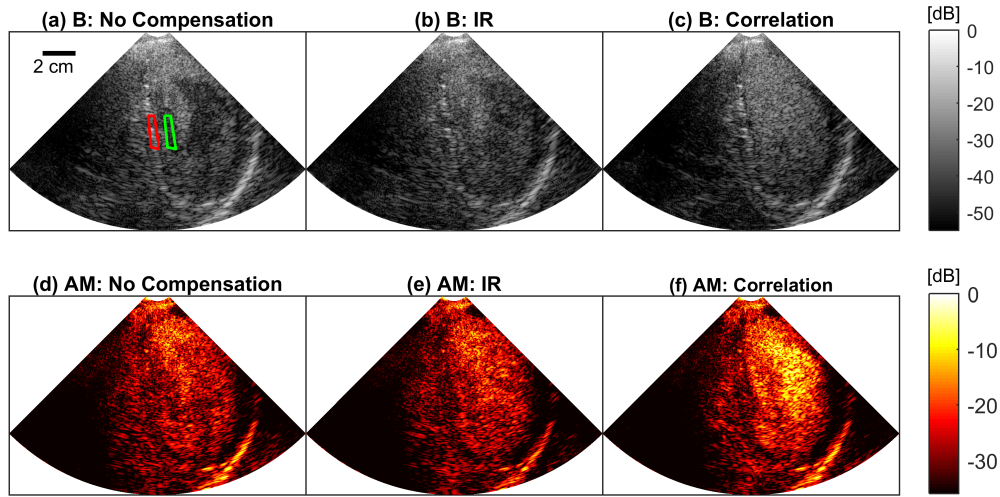 (a) B: No Compensation
(b) B: IR
(c) B: Correlation
[dB]
2 cm
0
-10
-20
-30
-40
-50
(d) AM: No Compensation
(e) AM: IR
(f) AM: Correlation
[dB]
0
-10
-20
-30